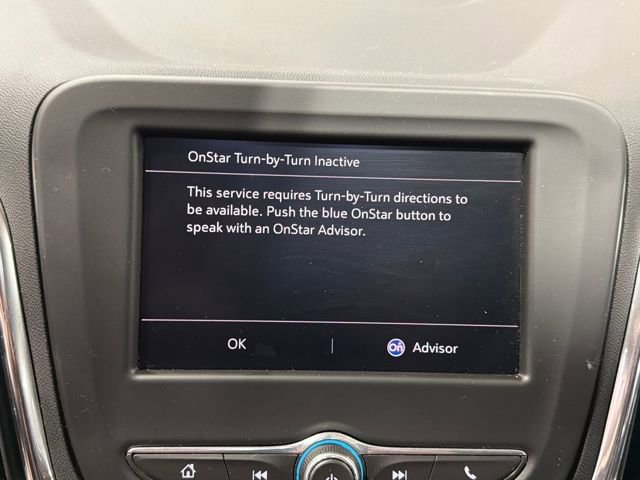 OnStar Turn-by-Turn Inactive
This service requires Turn-by-Turn directions to
be available. Push the blue OnStar button to
speak with an OnStar Advisor.
OK
On Advisor